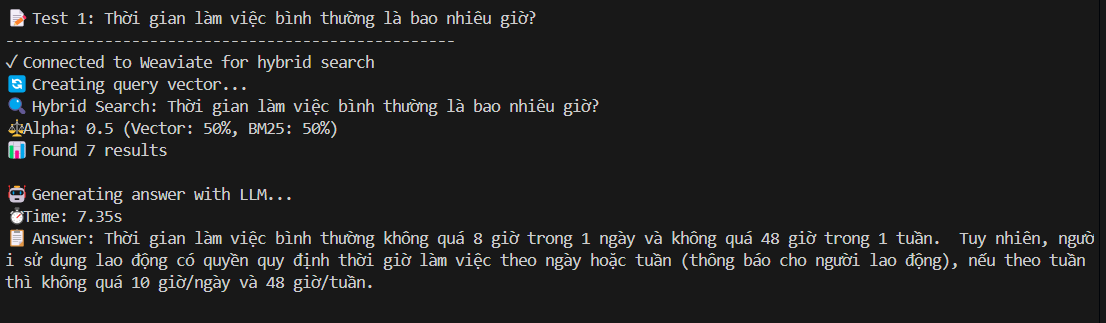 📝 Test 1: Thời gian làm việc bình thường là bao nhiêu giờ?
--------------------------------------------------
✓ Connected to Weaviate for hybrid search
🔄 Creating query vector...
🔍 Hybrid Search: Thời gian làm việc bình thường là bao nhiêu giờ?
⚖️Alpha: 0.5 (Vector: 50%, BM25: 50%)
📊 Found 7 results
🤖 Generating answer with LLM...
⏱️Time: 7.35s
📋 Answer: Thời gian làm việc bình thường không quá 8 giờ trong 1 ngày và không quá 48 giờ trong 1 tuần.  Tuy nhiên, ngườ
i sử dụng lao động có quyền quy định thời giờ làm việc theo ngày hoặc tuần (thông báo cho người lao động), nếu theo tuần
thì không quá 10 giờ/ngày và 48 giờ/tuần.